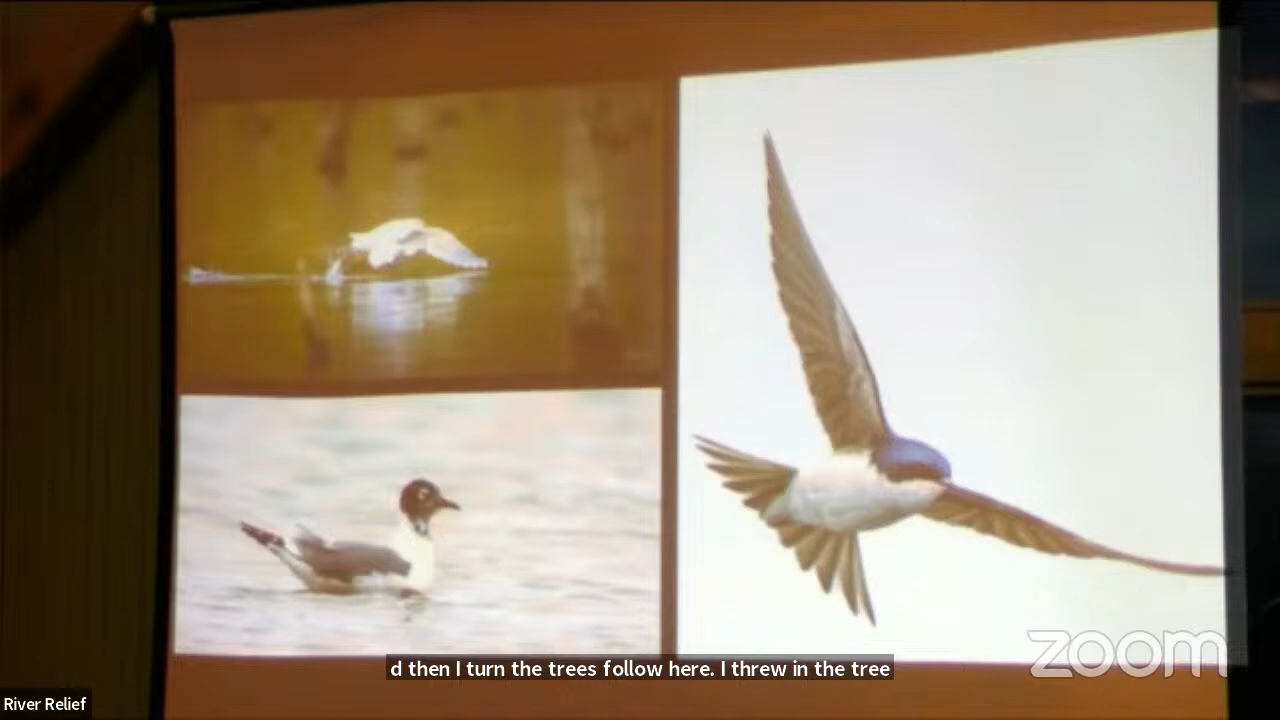 zoom
d then I turn the trees follow here. I threw in the tree
River Relief